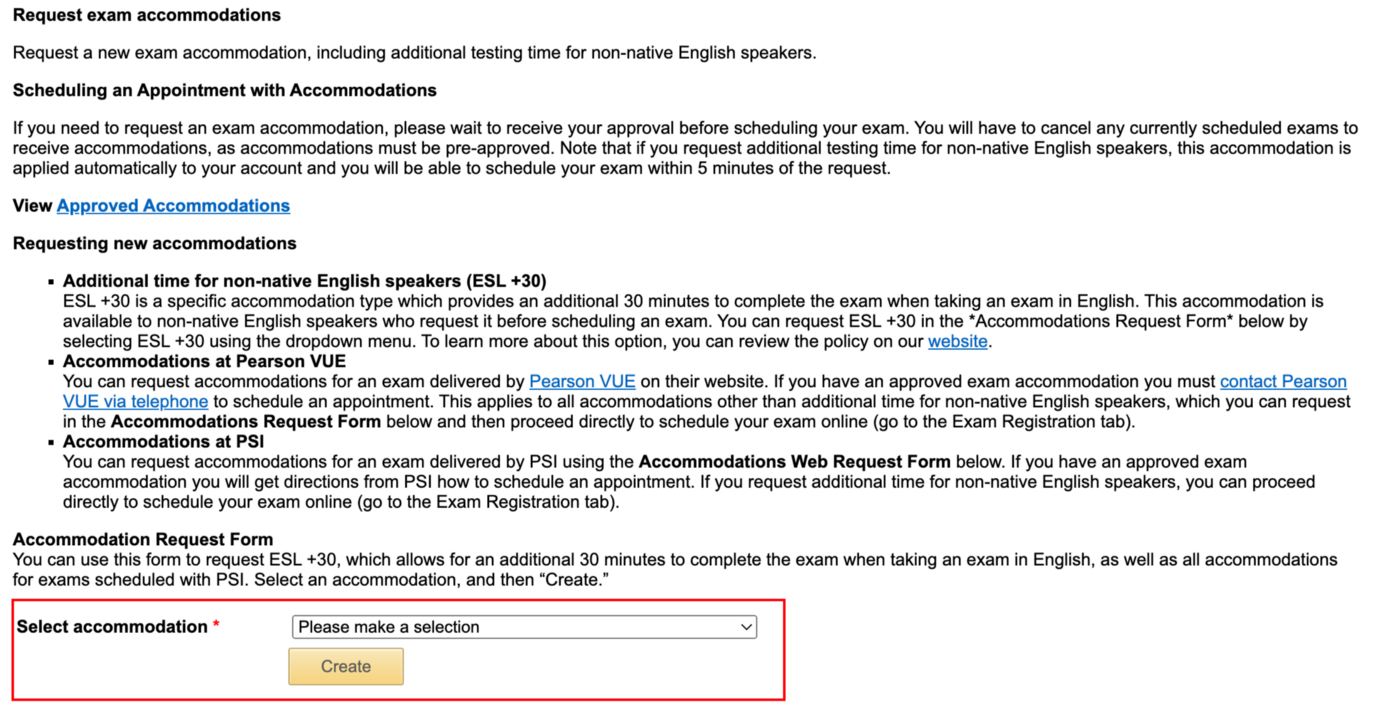 Request exam accommodations
Request a new exam accommodation, including additional testing time for non-native English speakers.
Scheduling an Appointment with Accommodations
If you need to request an exam accommodation, please wait to receive your approval before scheduling your exam. You will have to cancel any currently scheduled exams to
receive accommodations, as accommodations must be pre-approved. Note that if you request additional testing time for non-native English speakers, this accommodation is
applied automatically to your account and you will be able to schedule your exam within 5 minutes of the request.
View Approved Accommodations
Requesting new accommodations
▪ Additional time for non-native English speakers (ESL +30)
ESL +30 is a specific accommodation type which provides an additional 30 minutes to complete the exam when taking an exam in English. This accommodation is
available to non-native English speakers who request it before scheduling an exam. You can request ESL +30 in the *Accommodations Request Form* below by
selecting ESL +30 using the dropdown menu. To learn more about this option, you can review the policy on our website.
▪ Accommodations at Pearson VUE
You can request accommodations for an exam delivered by Pearson VUE on their website. If you have an approved exam accommodation you must contact Pearson
VUE via telephone to schedule an appointment. This applies to all accommodations other than additional time for non-native English speakers, which you can request
in the Accommodations Request Form below and then proceed directly to schedule your exam online (go to the Exam Registration tab).
▪ Accommodations at PSI
You can request accommodations for an exam delivered by PSI using the Accommodations Web Request Form below. If you have an approved exam
accommodation you will get directions from PSI how to schedule an appointment. If you request additional time for non-native English speakers, you can proceed
directly to schedule your exam online (go to the Exam Registration tab).
Accommodation Request Form
You can use this form to request ESL +30, which allows for an additional 30 minutes to complete the exam when taking an exam in English, as well as all accommodations
for exams scheduled with PSI. Select an accommodation, and then “Create.”
Select accommodation * Please make a selection
Create